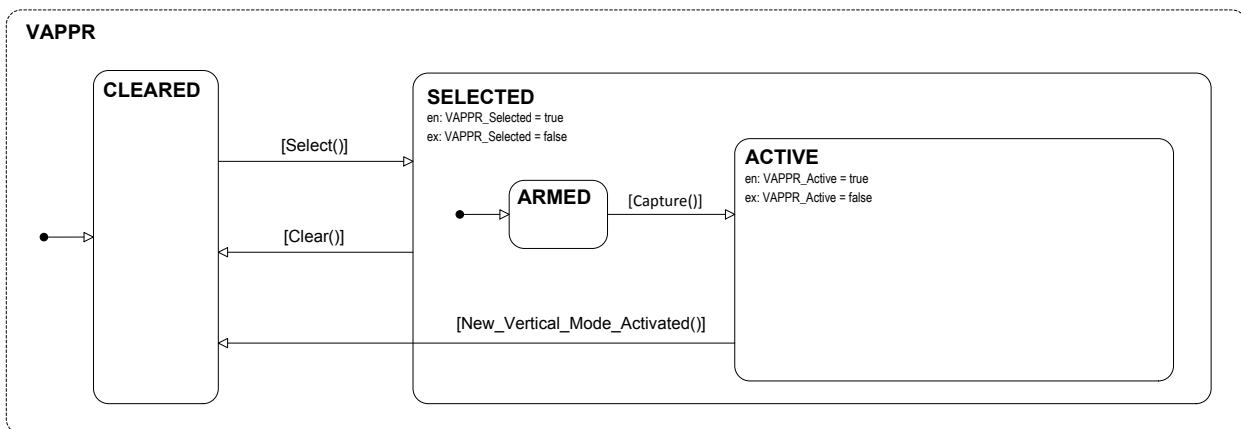 VAPPR
CLEARED
[Select()]
[Clear()]
[New_Vertical_Mode_Activated()]
SELECTED
en: VAPPR_Selected = true
ex: VAPPR_Selected = false
ARMED
[Capture()]
ACTIVE
en: VAPPR_Active = true
ex: VAPPR_Active = false